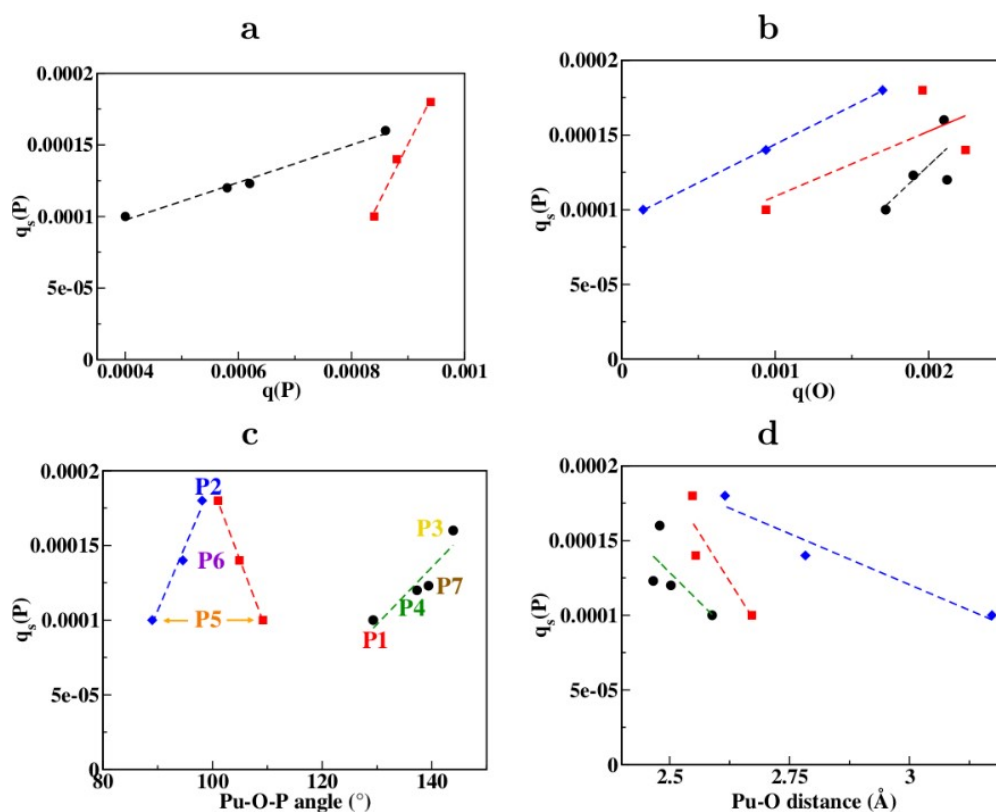 a
b
0.0002
0.00015
0.0001
5e-05
0
q_s(P)
0.0004
0.0006
0.0008
0.001
q(P)
0.0002
0.00015
0.0001
5e-05
0
q_s(P)
0
0.001
0.002
q(O)
c
d
0.0002
0.00015
0.0001
5e-05
0
q_s(P)
P2
P6
P5
P3
P7
P4
P1
80
100
120
140
Pu-O-P angle (°)
0.0002
0.00015
0.0001
5e-05
0
q_s(P)
2.5
2.75
3
Pu-O distance (Å)